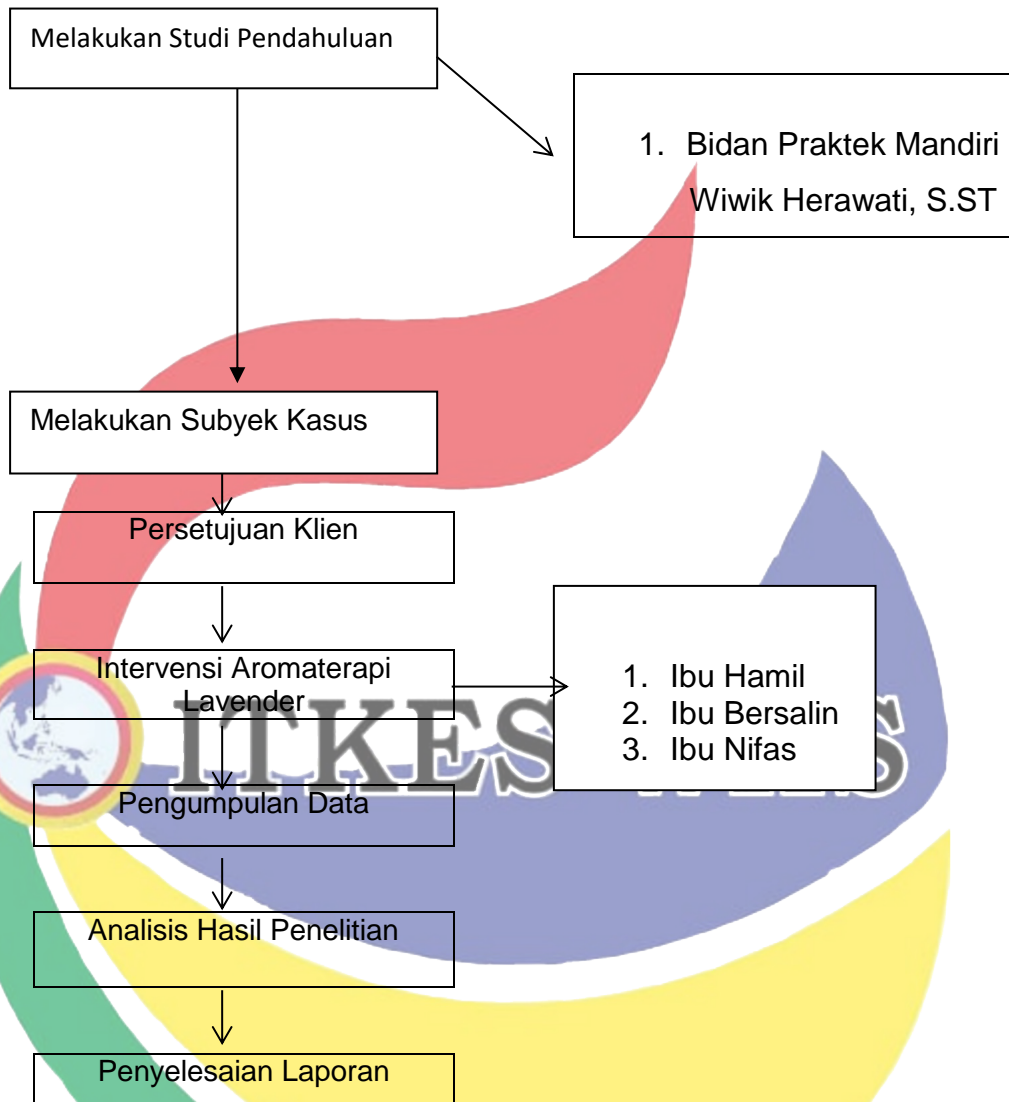 Melakukan Studi Pendahuluan
1. Bidan Praktek Mandiri
Wiwik Herawati, S.ST
Melakukan Subyek Kasus
Persetujuan Klien
Intervensi Aromaterapi
Lavender
1. Ibu Hamil
2. Ibu Bersalin
3. Ibu Nifas
ITKES
Pengumpulan Data
Analisis Hasil Penelitian
Penyelesaian Laporan